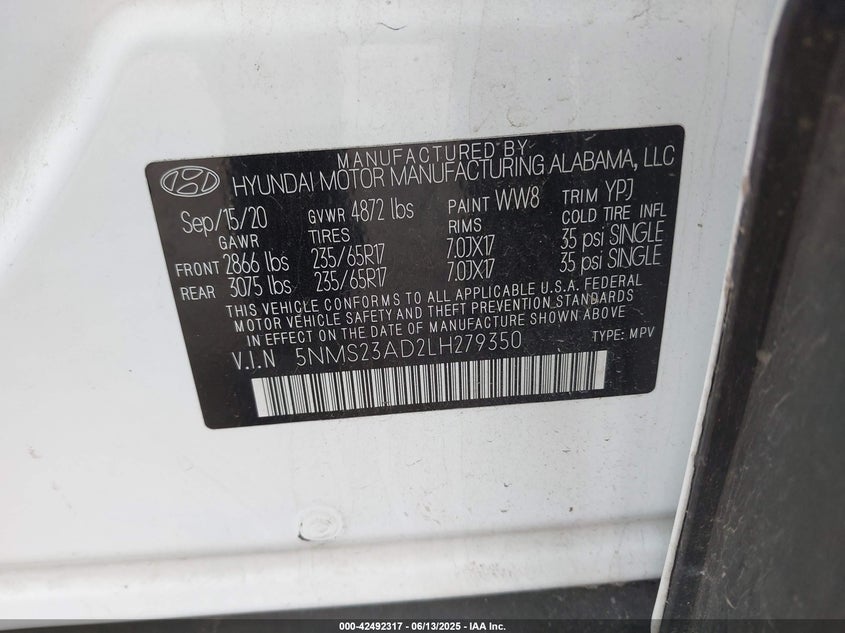 MANUFACTURED BY
HYUNDAI MOTOR MANUFACTURING ALABAMA, LLC
Sep/15/20 GVWR 4872 lbs PAINT WW8 TRIM YPJ
GAWR TIRES RIMS COLD TIRE INFL
FRONT 2866 lbs 235/65R17 7.0JX17 35 psi SINGLE
REAR 3075 lbs 235/65R17 7.0JX17 35 psi SINGLE
THIS VEHICLE CONFORMS TO ALL APPLICABLE U.S.A. FEDERAL
MOTOR VEHICLE SAFETY AND THEFT PREVENTION STANDARDS
IN EFFECT ON THE DATE OF MANUFACTURE SHOWN ABOVE
V.I.N 5NMS23AD2LH279350 TYPE: MPV
000-42492317 - 06/13/2025 - IAA Inc.